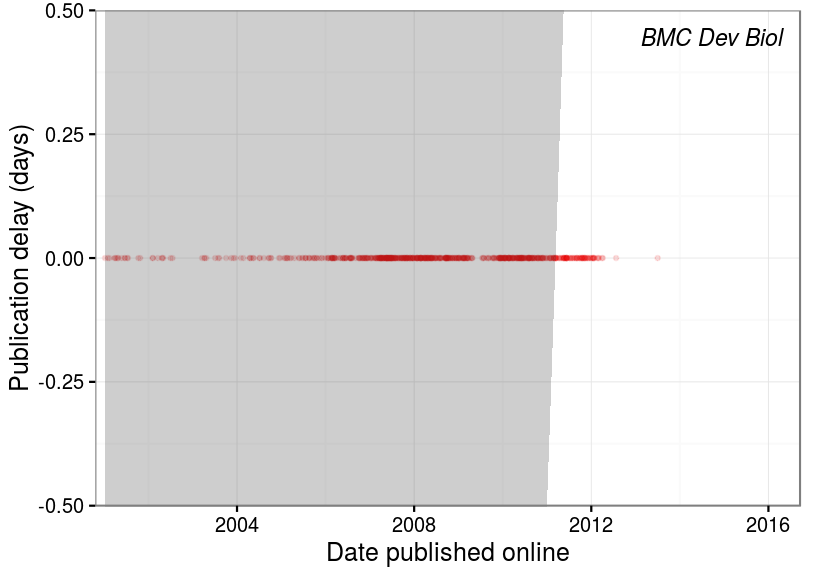 BMC Dev Biol
Publication delay (days)
0.50
0.25
0.00
-0.25
-0.50
2004 2008 2012 2016
Date published online